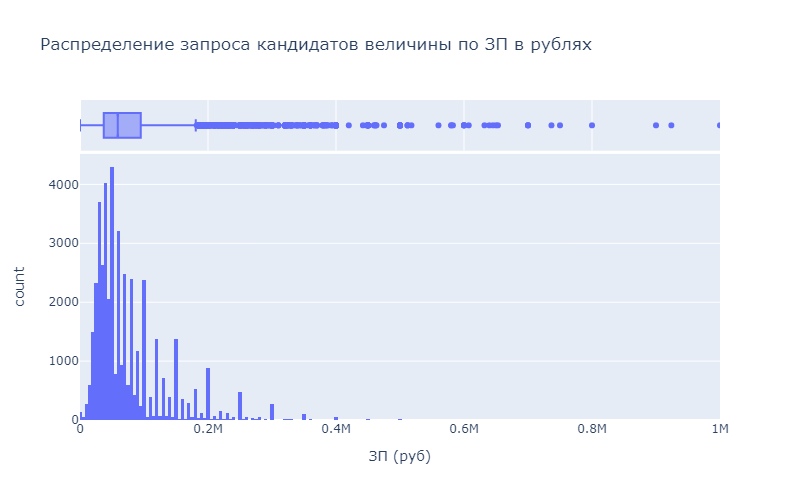 Распределение запроса кандидатов величины по ЗП в рублях
4000
3000
2000
1000
0
count
0 0.2M 0.4M 0.6M 0.8M 1M
ЗП (руб)